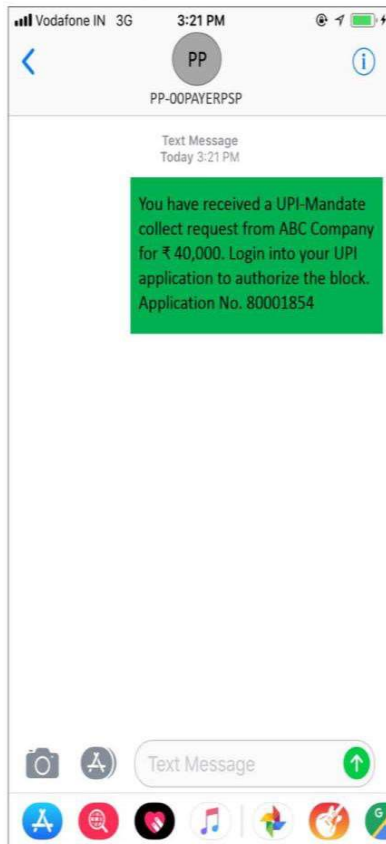 Vodafone IN 3G 3:21 PM
PP
PP-00PAYERPSP
Text Message
Today 3:21 PM
You have received a UPI-Mandate
collect request from ABC Company
for ₹ 40,000. Login into your UPI
application to authorize the block.
Application No. 80001854
Text Message
G